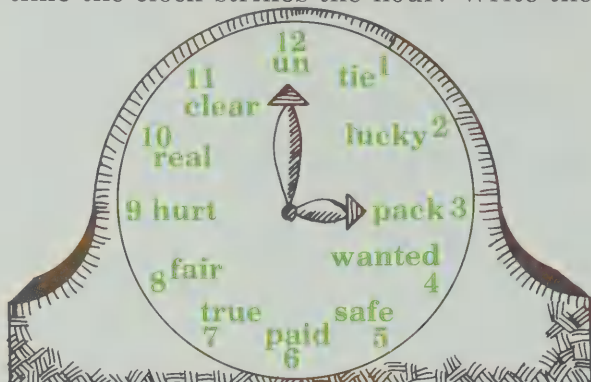 time the clock strikes the hour. Write the
12
un
tie 1
11
clear
lucky 2
10
real
9 hurt
pack 3
wanted
4
8 fair
true
7
safe
5
paid
6